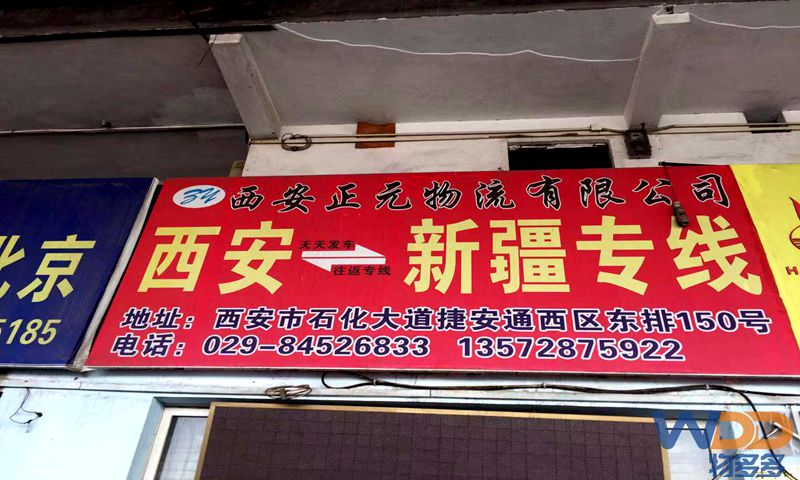 ZY 西安正元物流有限公司
西安 天天发车 往返专线 新疆专线
地址：西安市石化大道捷安通西区东排150号
电话：029-84526833 13572875922
北京
5185
H
WDD
物多多